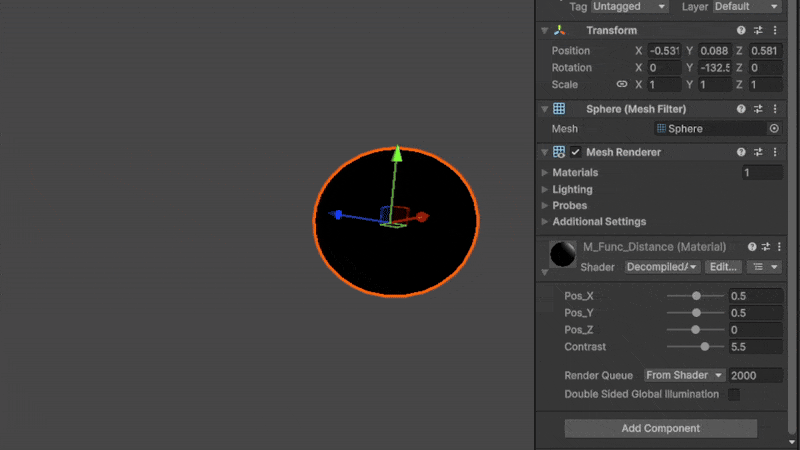 Tag Untagged Layer Default
Transform
Position X -0.531 Y 0.088 Z 0.581
Rotation X 0 Y -132.5 Z 0
Scale X 1 Y 1 Z 1
Sphere (Mesh Filter)
Mesh Sphere
Mesh Renderer
Materials 1
Lighting
Probes
Additional Settings
M_Func_Distance (Material)
Shader Decompiled/ Edit...
Pos_X 0.5
Pos_Y 0.5
Pos_Z 0
Contrast 5.5
Render Queue From Shader 2000
Double Sided Global Illumination
Add Component